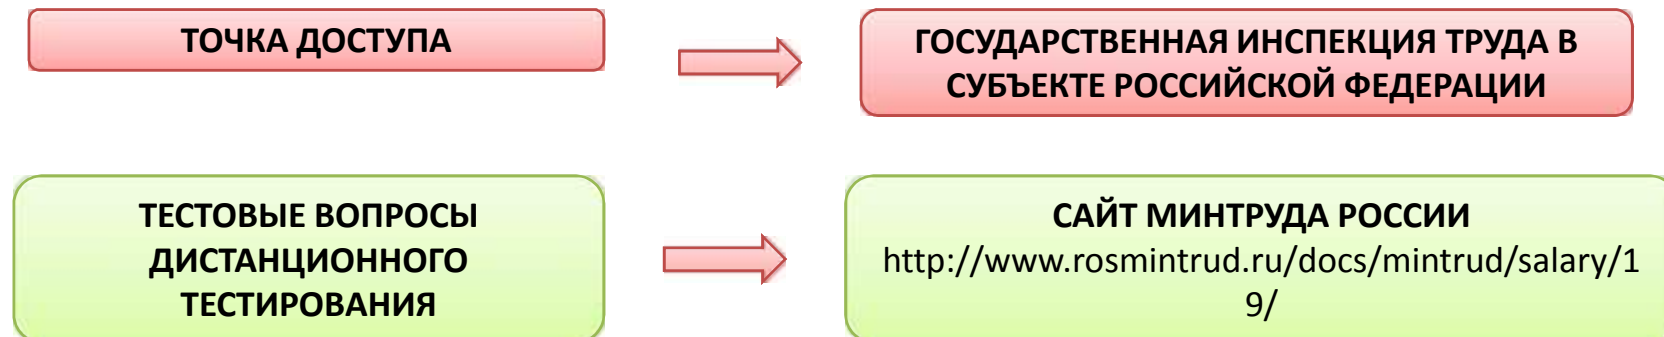 ТОЧКА ДОСТУПА
ГОСУДАРСТВЕННАЯ ИНСПЕКЦИЯ ТРУДА В
СУБЪЕКТЕ РОССИЙСКОЙ ФЕДЕРАЦИИ
ТЕСТОВЫЕ ВОПРОСЫ
ДИСТАНЦИОННОГО
ТЕСТИРОВАНИЯ
САЙТ МИНТРУДА РОССИИ
http://www.rosmintrud.ru/docs/mintrud/salary/1
9/